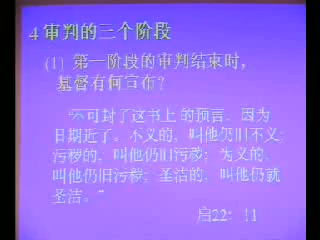 4 审判的三个阶段
(1) 第一阶段的审判结束时，
基督有何宣布？
“不可封了这书上的预言，因为
日期近了。不义的，叫他仍旧不义；
污秽的，叫他仍旧污秽；为义的，
叫他仍旧污秽；圣洁的，叫他仍就
圣洁。”
启22：11